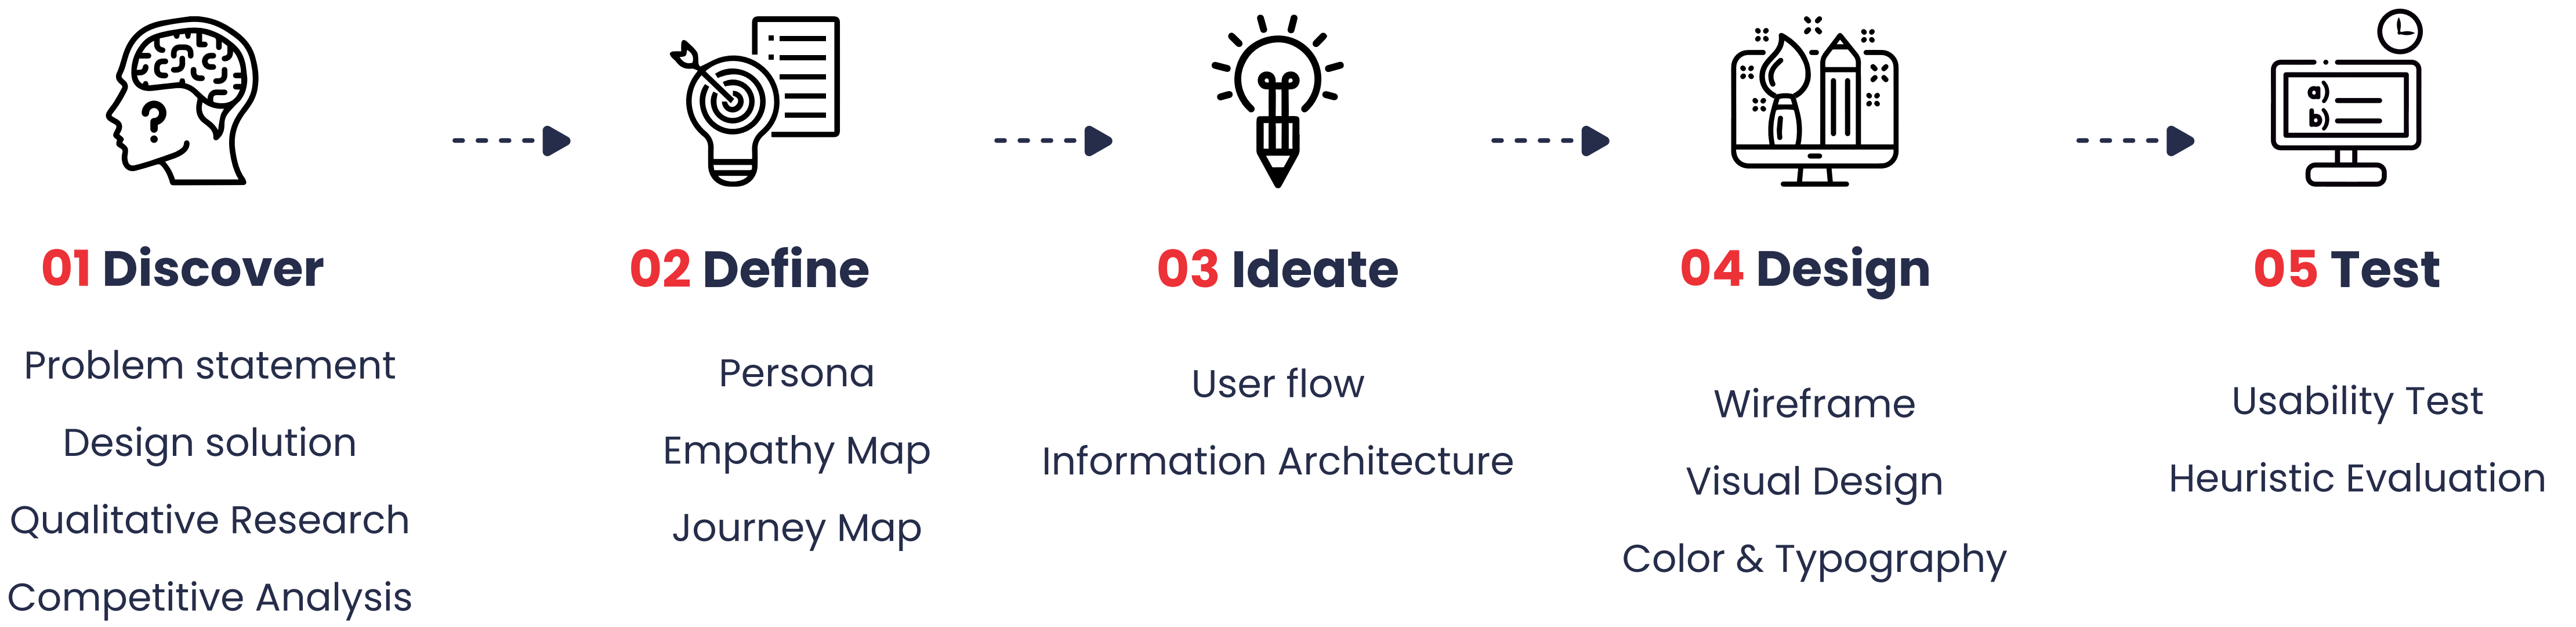 ?
a)
b)
01 Discover
Problem statement
Design solution
Qualitative Research
Competitive Analysis
02 Define
Persona
Empathy Map
Journey Map
03 Ideate
User flow
Information Architecture
04 Design
Wireframe
Visual Design
Color & Typography
05 Test
Usability Test
Heuristic Evaluation